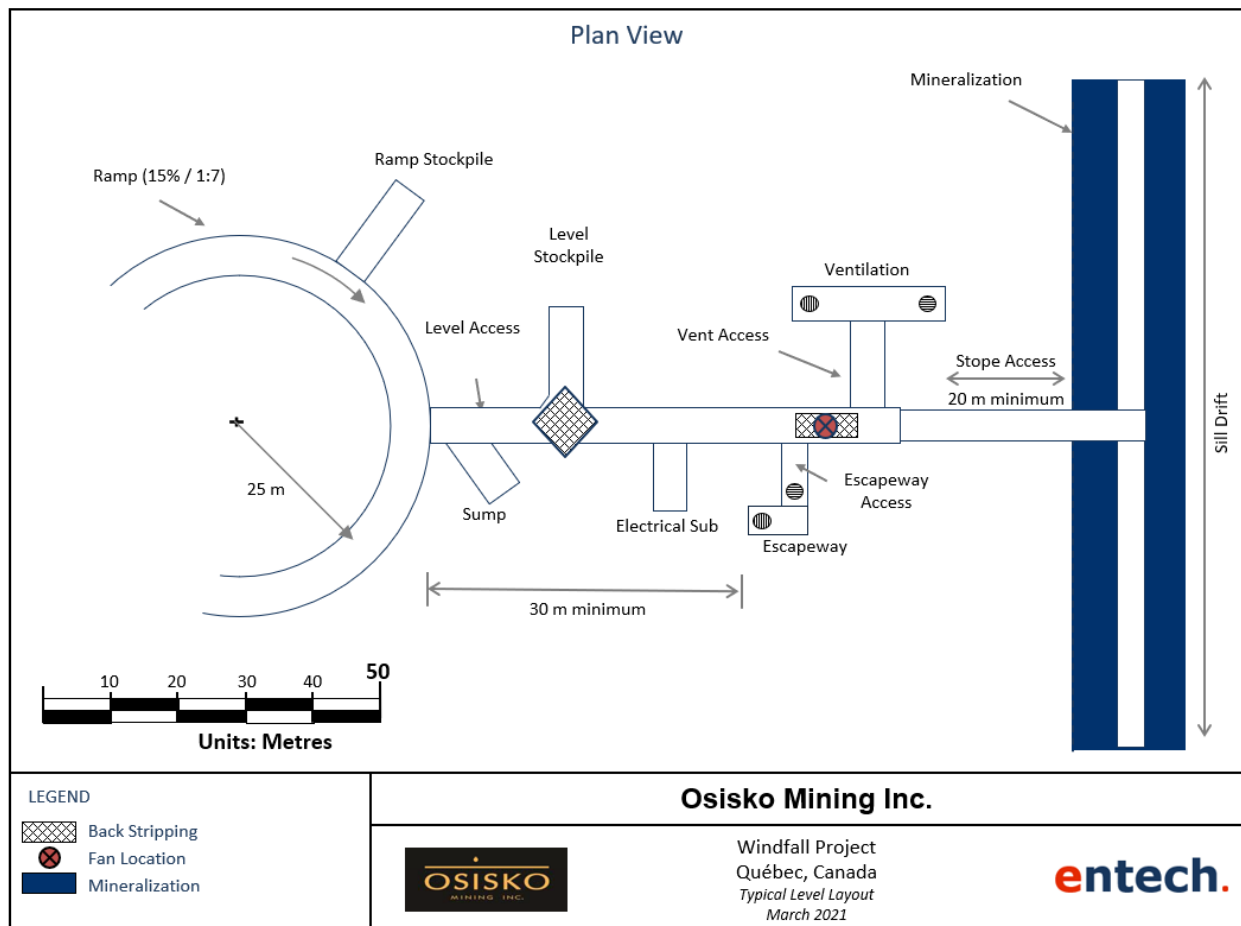 Plan View
Mineralization
Ramp Stockpile
Ramp (15% / 1:7)
Level
Stockpile
Ventilation
Level Access
Vent Access
Stope Access
20 m minimum
Sill Drift
25 m
Sump
Electrical Sub
Escapeway
Access
Escapeway
30 m minimum
10 20 30 40 50
Units: Metres
LEGEND
Back Stripping
Fan Location
Mineralization
Osisko Mining Inc.
OSISKO
MINING INC.
Windfall Project
Québec, Canada
Typical Level Layout
March 2021
entech.